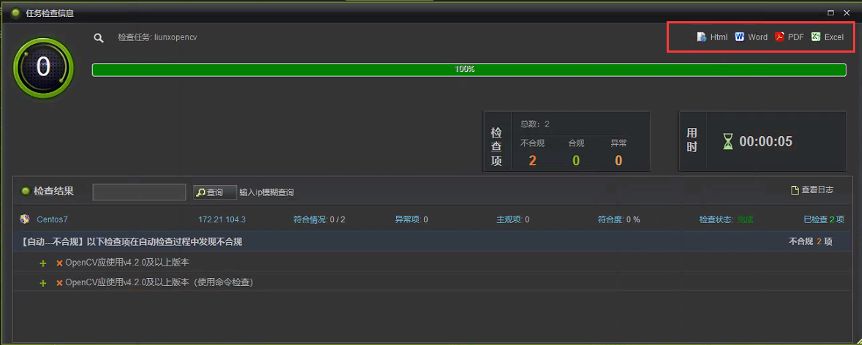 任务检查信息
0
检查任务: liunxopencv
Html Word PDF Excel
100%
检查项
总数: 2
不合规 合规 异常
2 0 0
用时
00:00:05
检查结果 查询 输入ip模糊查询 查看日志
Centos7 172.21.104.3 符合情况: 0 / 2 异常项: 0 主观项: 0 符合度: 0 % 检查状态: 完成 已检查 2 项
【自动---不合规】以下检查项在自动检查过程中发现不合规 不合规 2 项
OpenCV应使用v4.2.0及以上版本
OpenCV应使用v4.2.0及以上版本（使用命令检查）